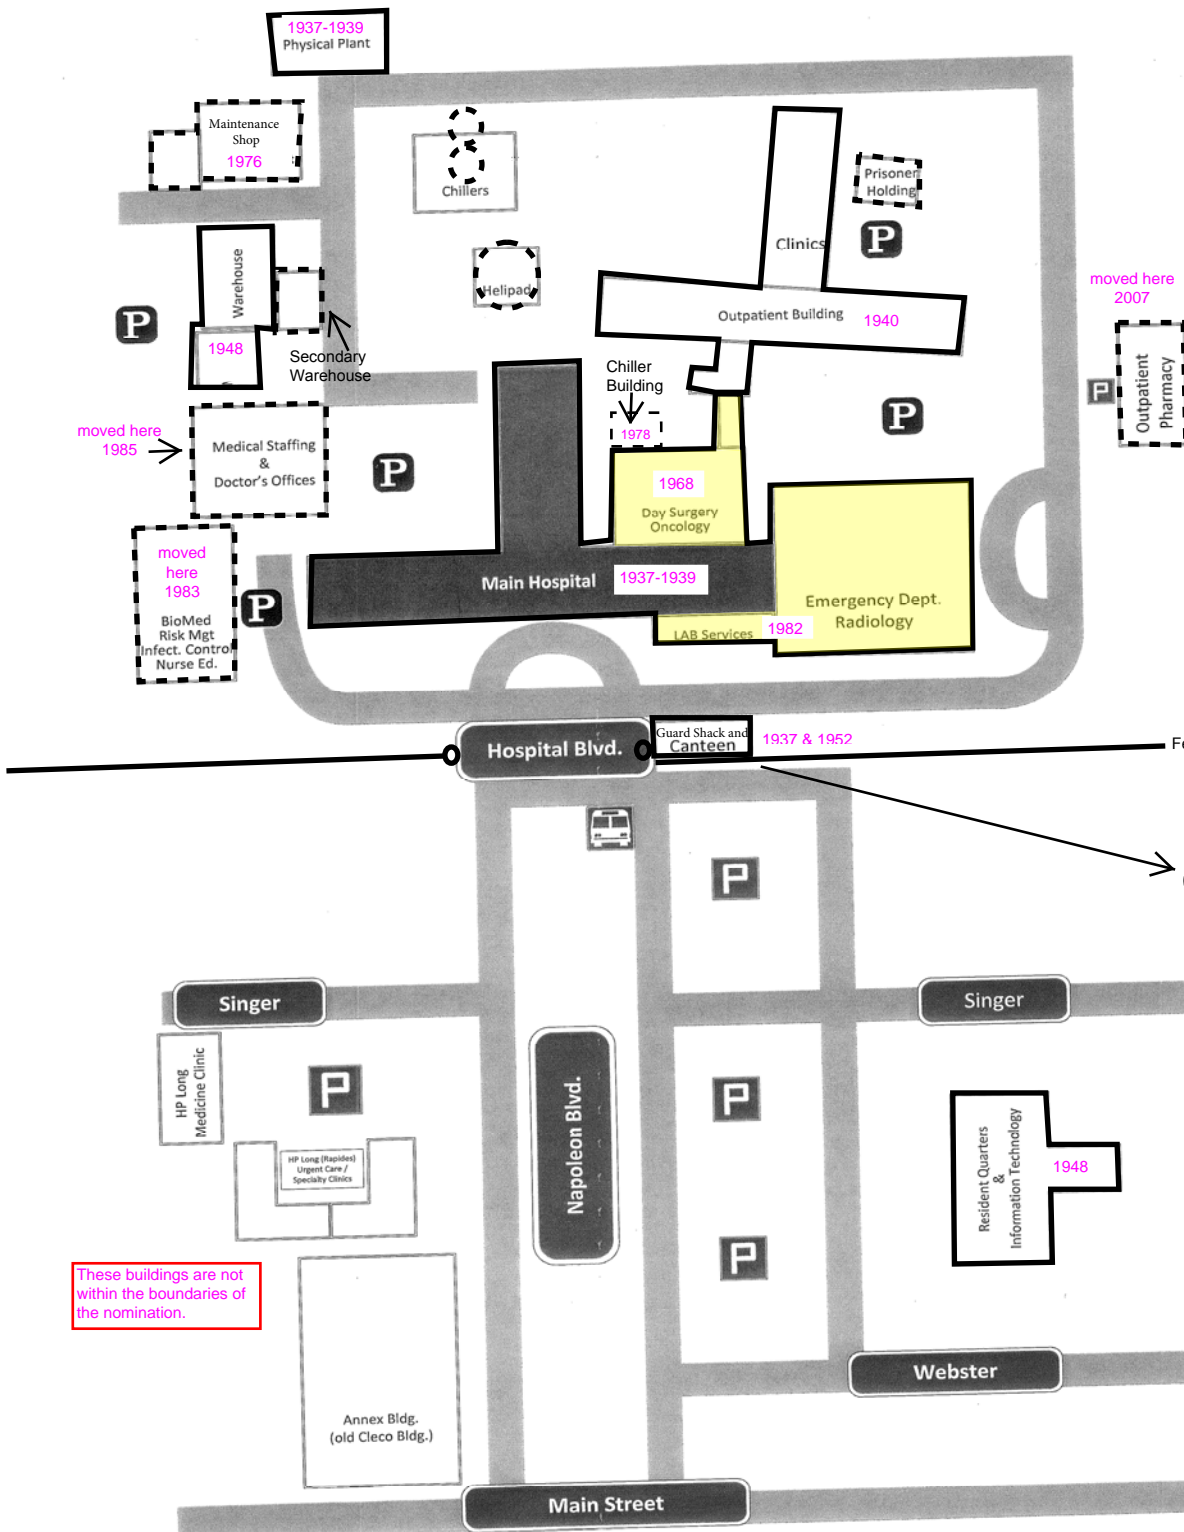 1937-1939
Physical Plant
Maintenance
Shop
1976
Chillers
Prisoner
Holding
Clinics
P
Warehouse
Helipad
moved here
2007
Outpatient Building 1940
P
1948
Secondary
Warehouse
Chiller
Building
P
Outpatient
Pharmacy
moved here
1985
Medical Staffing
&
Doctor's Offices
P
1978
P
1968
Day Surgery
Oncology
moved
here
1983
BioMed
Risk Mgt
Infect. Control
Nurse Ed.
P
Main Hospital 1937-1939
Emergency Dept.
Radiology
LAB Services 1982
Hospital Blvd.
Guard Shack and
Canteen
1937 & 1952
P
Singer
Singer
HP Long
Medicine Clinic
P
Napoleon Blvd.
P
Resident Quarters
&
Information Technology
1948
HP Long (Rapides)
Urgent Care /
Specialty Clinics
P
These buildings are not
within the boundaries of
the nomination.
Webster
Annex Bldg.
(old Cleco Bldg.)
Main Street